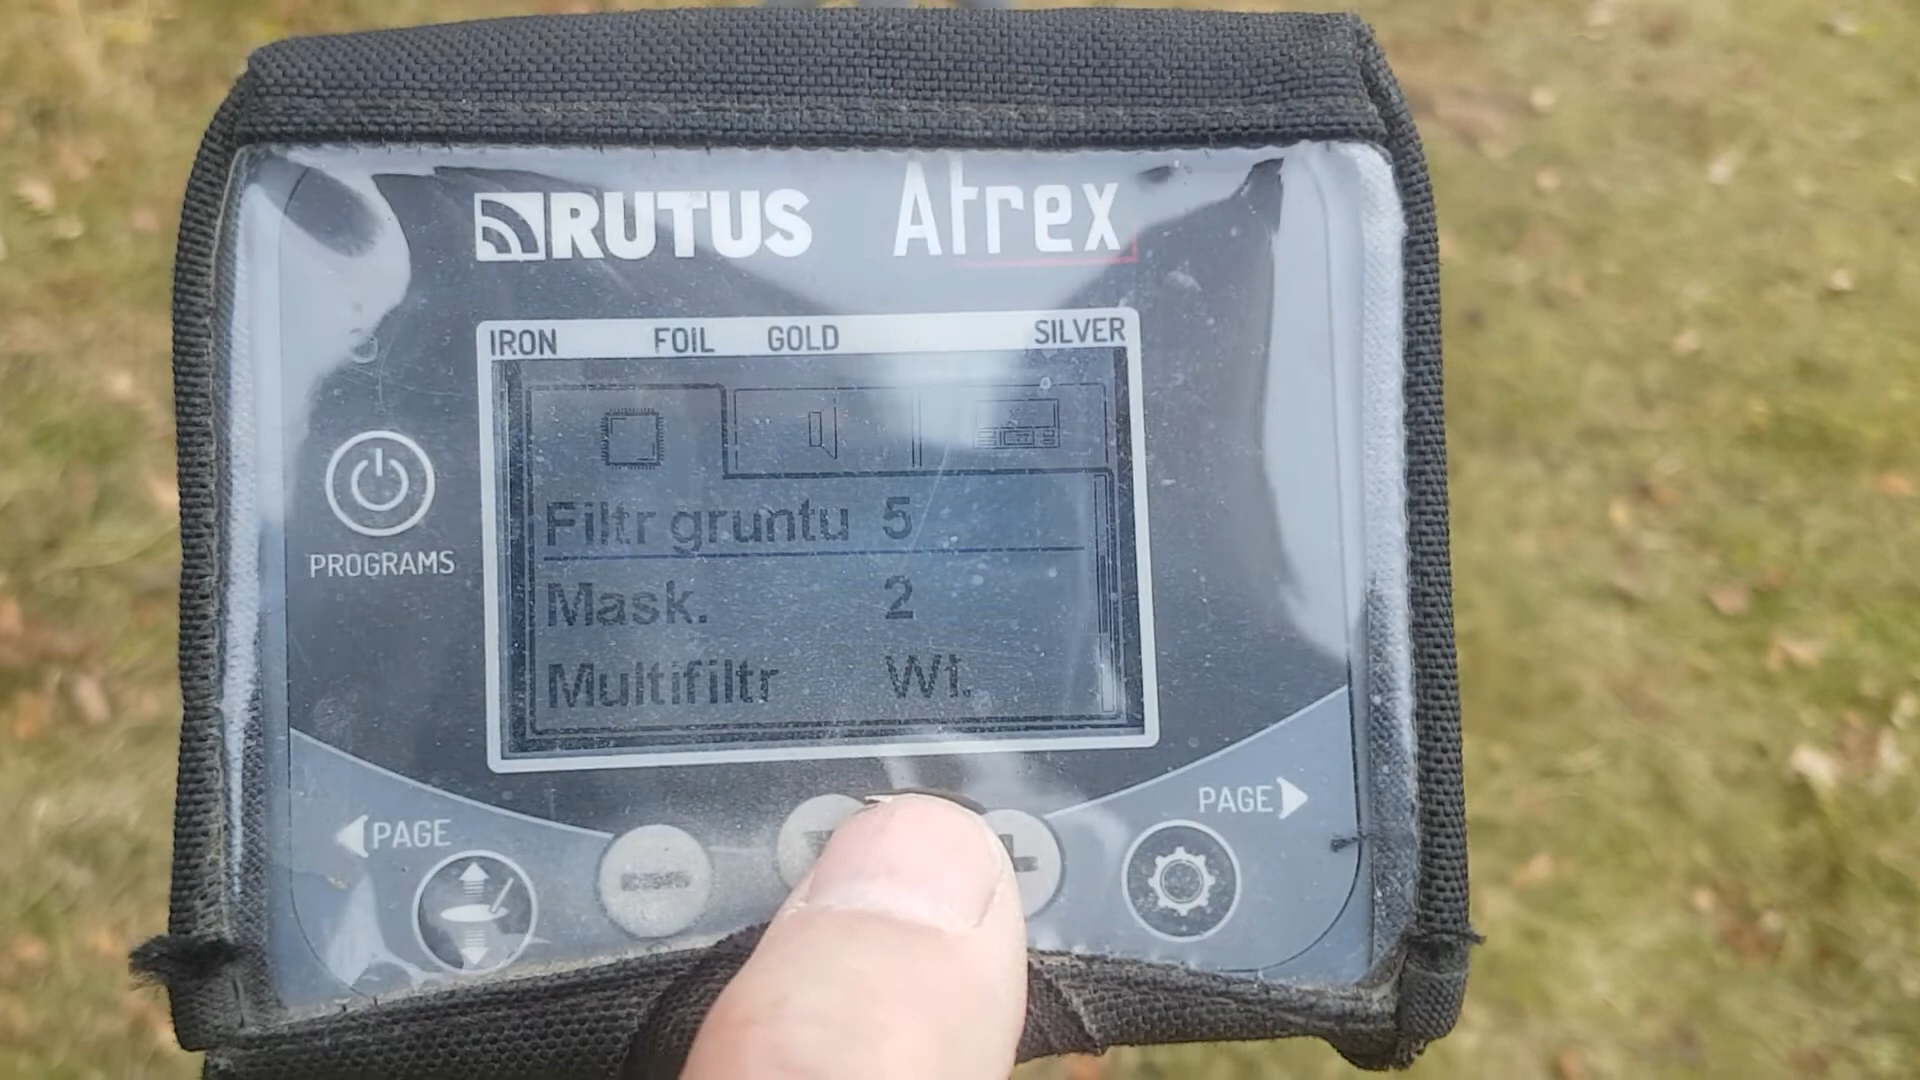 RUTUS Atrex
IRON FOIL GOLD SILVER
Filtr gruntu 5
Mask. 2
Multifiltr Wł.
PROGRAMS
PAGE
PAGE